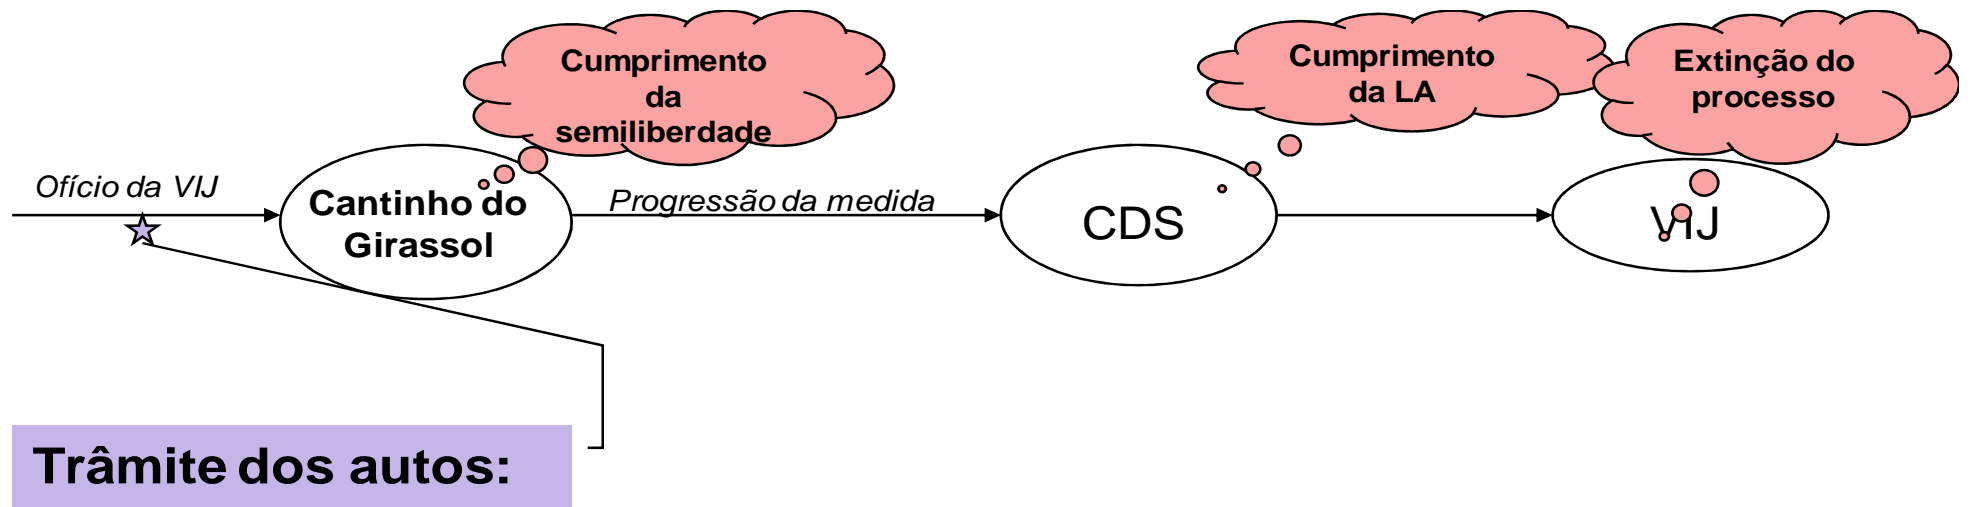 Cumprimento
da
semiliberdade
Cumprimento
da LA
Extinção do
processo
Ofício da VIJ
Cantinho do
Girassol
Progressão da medida
CDS
VIJ
Trâmite dos autos: